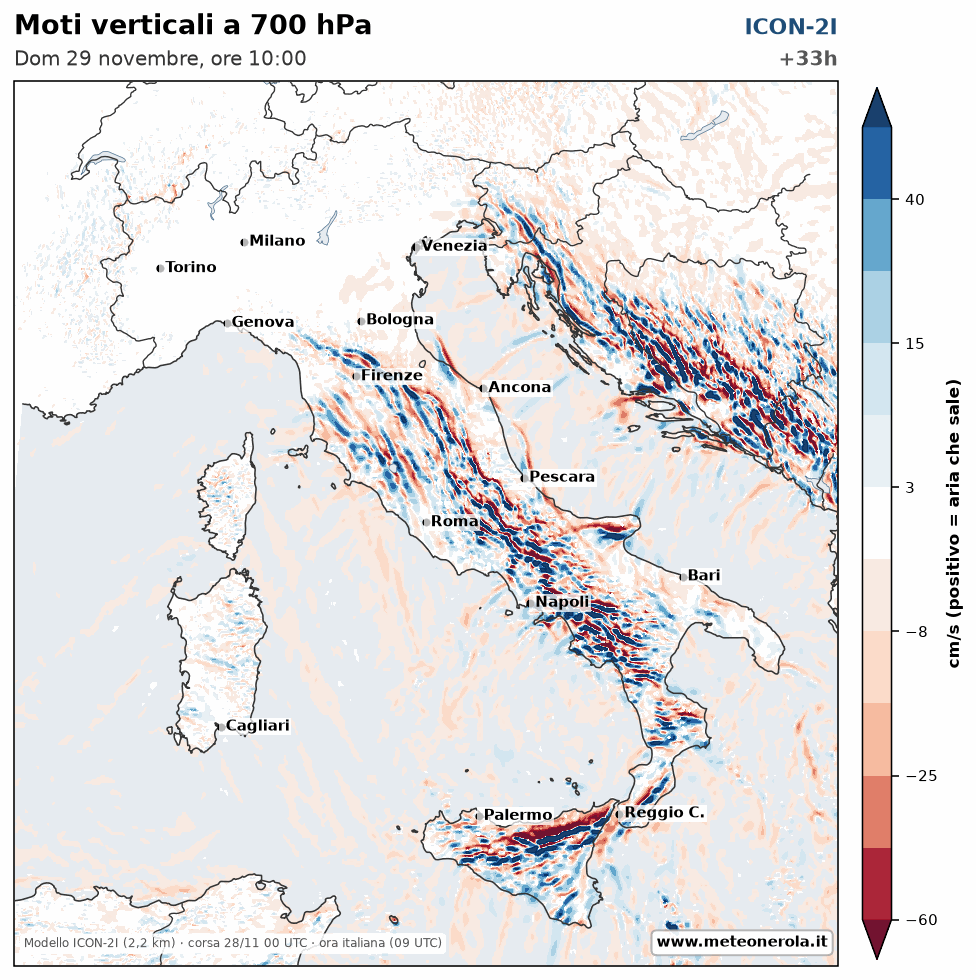 Moti verticali a 700 hPa
ICON-2I
Dom 29 novembre, ore 10:00
+33h
Milano
Venezia
Torino
Genova
Bologna
Firenze
Ancona
Pescara
Roma
Bari
Napoli
Cagliari
Palermo
Reggio C.
40
15
3
−8
−25
−60
cm/s (positivo = aria che sale)
Modello ICON-2I (2,2 km) · corsa 28/11 00 UTC · ora italiana (09 UTC)
www.meteonerola.it